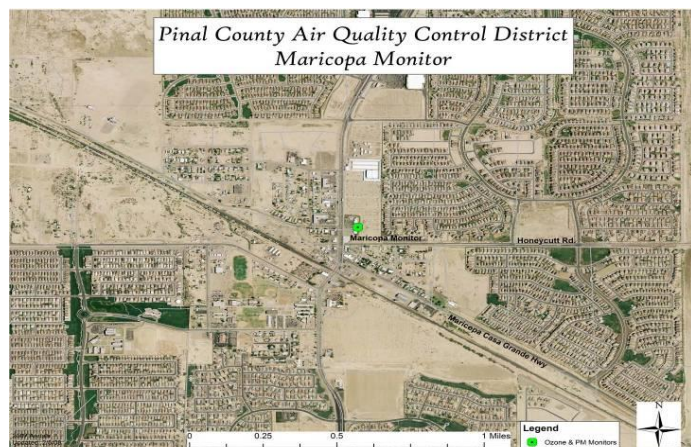 Pinal County Air Quality Control District
Maricopa Monitor
Maricopa Monitor
Honeycutt Rd.
Maricopa Casa Grande Hwy
N
Legend
Ozone & PM Monitors
0 0.25 0.5 1 Miles